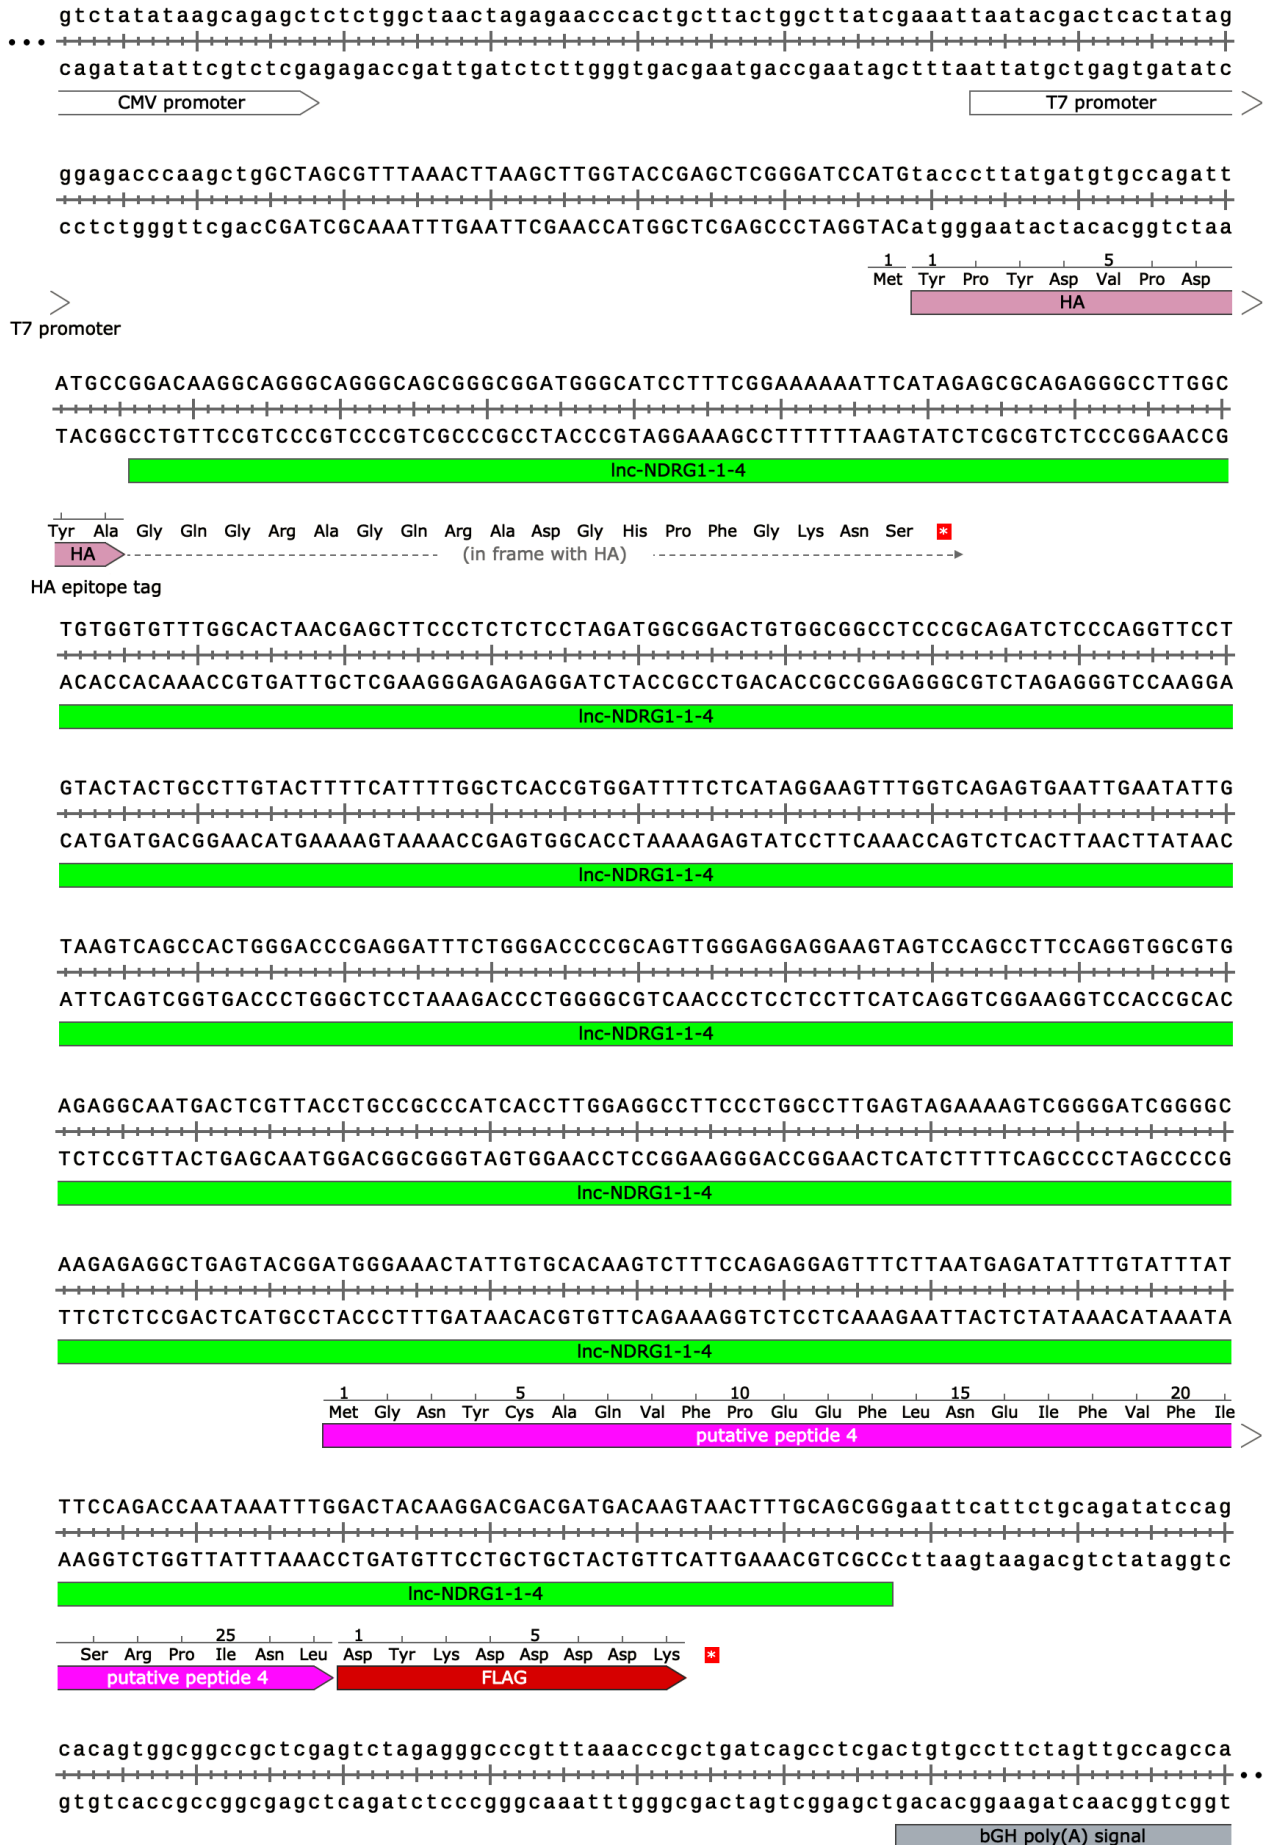 gtctatataagcagagctctctggctaactagagaacccactgcttactggcttatcgaaattaatacgactcactatag
•••
cagatatattcgtctcgagagaccgattgatctcttgggtgacgaatgaccgaatagctttaattatgctgagtgatatc
CMV promoter T7 promoter
ggagacccaagctgGCTAGCGTTTAAACTTAAGCTTGGTACCGAGCTCGGGATCCATGtacccttatgatgtgccagatt
cctctgggttcgacCGATCGCAAATTTGAATTCGAACCATGGCTCGAGCCCTAGGTACatgggaatactacacggtctaa
1 1 5
Met Tyr Pro Tyr Asp Val Pro Asp
HA
T7 promoter
ATGCCGGACAAGGCAGGGCAGGGCAGCGGGCGGATGGGCATCCTTTCGGAAAAAATTCATAGAGCGCAGAGGGCCTTGGC
TACGGCCTGTTCCGTCCCGTCCCGTCGCCCGCCTACCCGTAGGAAAGCCTTTTTTAAGTATCTCGCGTCTCCCGGAACCG
lnc-NDRG1-1-4
Tyr Ala Gly Gln Gly Arg Ala Gly Gln Arg Ala Asp Gly His Pro Phe Gly Lys Asn Ser *
HA (in frame with HA)
HA epitope tag
TGTGGTGTTTGGCACTAACGAGCTTCCCTCTCTCCTAGATGGCGGACTGTGGCGGCCTCCCGCAGATCTCCCAGGTTCCT
ACACCACAAACCGTGATTGCTCGAAGGGAGAGAGGATCTACCGCCTGACACCGCCGGAGGGCGTCTAGAGGGTCCAAGGA
lnc-NDRG1-1-4
GTACTACTGCCTTGTACTTTTCATTTTGGCTCACCGTGGATTTTCTCATAGGAAGTTTGGTCAGAGTGAATTGAATATTG
CATGATGACGGAACATGAAAAGTAAAACCGAGTGGCACCTAAAAGAGTATCCTTCAAACCAGTCTCACTTAACTTATAAC
lnc-NDRG1-1-4
TAAGTCAGCCACTGGGACCCGAGGATTTCTGGGACCCCGCAGTTGGGAGGAGGAAGTAGTCCAGCCTTCCAGGTGGCGTG
ATTCAGTCGGTGACCCTGGGCTCCTAAAGACCCTGGGGCGTCAACCCTCCTCCTTCATCAGGTCGGAAGGTCCACCGCAC
lnc-NDRG1-1-4
AGAGGCAATGACTCGTTACCTGCCGCCCATCACCTTGGAGGCCTTCCCTGGCCTTGAGTAGAAAAGTCGGGGATCGGGGC
TCTCCGTTACTGAGCAATGGACGGCGGGTAGTGGAACCTCCGGAAGGGACCGGAACTCATCTTTTCAGCCCCTAGCCCCG
lnc-NDRG1-1-4
AAGAGAGGCTGAGTACGGATGGGAAACTATTGTGCACAAGTCTTTCCAGAGGAGTTTCTTAATGAGATATTTGTATTTAT
TTCTCTCCGACTCATGCCTACCCTTTGATAACACGTGTTCAGAAAGGTCTCCTCAAAGAATTACTCTATAAACATAAATA
lnc-NDRG1-1-4
1 5 10 15 20
Met Gly Asn Tyr Cys Ala Gln Val Phe Pro Glu Glu Phe Leu Asn Glu Ile Phe Val Phe Ile
putative peptide 4
TTCCAGACCAATAAATTTGGACTACAAGGACGACGATGACAAGTAACTTTGCAGCGGgaattcattctgcagatatccag
AAGGTCTGGTTATTTAAACCTGATGTTCCTGCTGCTACTGTTCATTGAAACGTCGCCcttaagtaagacgtctataggtc
lnc-NDRG1-1-4
25 1 5
Ser Arg Pro Ile Asn Leu Asp Tyr Lys Asp Asp Asp Asp Lys *
putative peptide 4 FLAG
cacagtggcggccgctcgagtctagagggcccgtttaaacccgctgatcagcctcgactgtgccttctagttgccagcca
••
gtgtcaccgccggcgagctcagatctcccgggcaaatttgggcgactagtcggagctgacacggaagatcaacggtcggt
bGH poly(A) signal